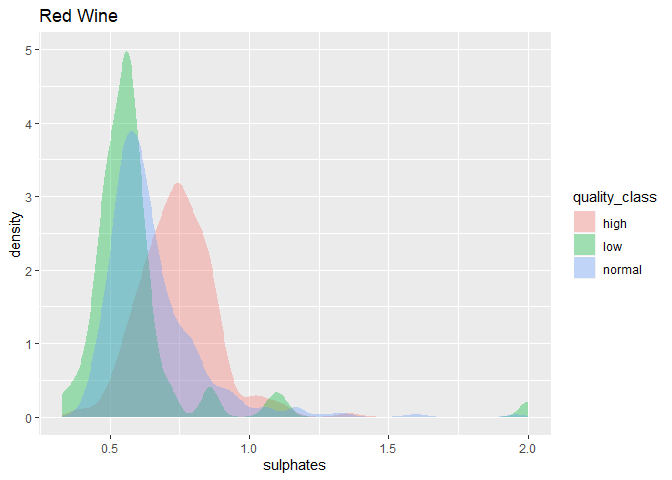 Red Wine
5
4
3
2
1
0
density
0.5
1.0
1.5
2.0
sulphates
quality_class
high
low
normal